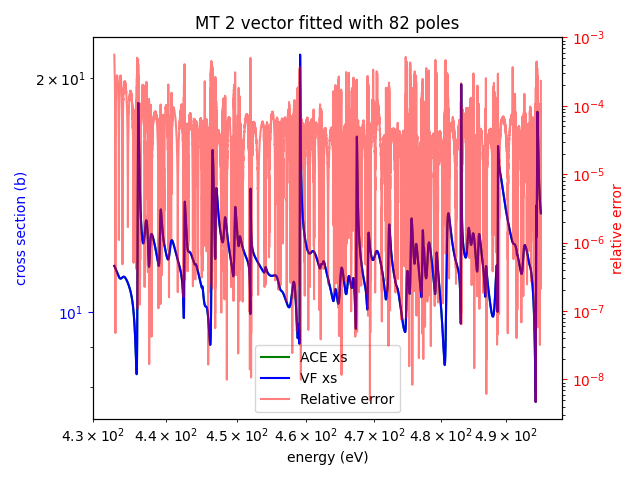 MT 2 vector fitted with 82 poles
2 × 10¹
10¹
cross section (b)
10⁻³
10⁻⁴
10⁻⁵
10⁻⁶
10⁻⁷
10⁻⁸
relative error
ACE xs
VF xs
Relative error
4.3 × 10² 4.4 × 10² 4.5 × 10² 4.6 × 10² 4.7 × 10² 4.8 × 10² 4.9 × 10²
energy (eV)